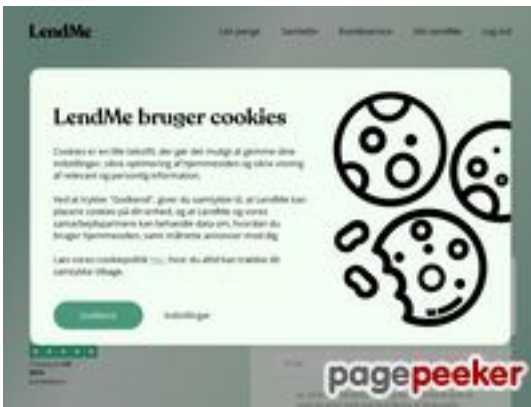 LendMe
Lån penge Samlelån Kundeservice Om LendMe Log ind
LendMe bruger cookies
Cookies er en lille tekstfil, der gør det muligt at gemme dine
indstillinger, sikre optimering af hjemmesiden og sikre visning
af relevant og personlig information.
Ved at trykke "Godkend", giver du samtykke til, at LendMe kan
placere cookies på din enhed, og at LendMe og vores
samarbejdspartnere kan behandle data om, hvordan du
bruger hjemmesiden, samt målrette annoncer mod dig.
Læs vores cookiepolitik her, hvor du altid kan trække dit
samtykke tilbage.
Godkend Indstillinger
pagepeeker